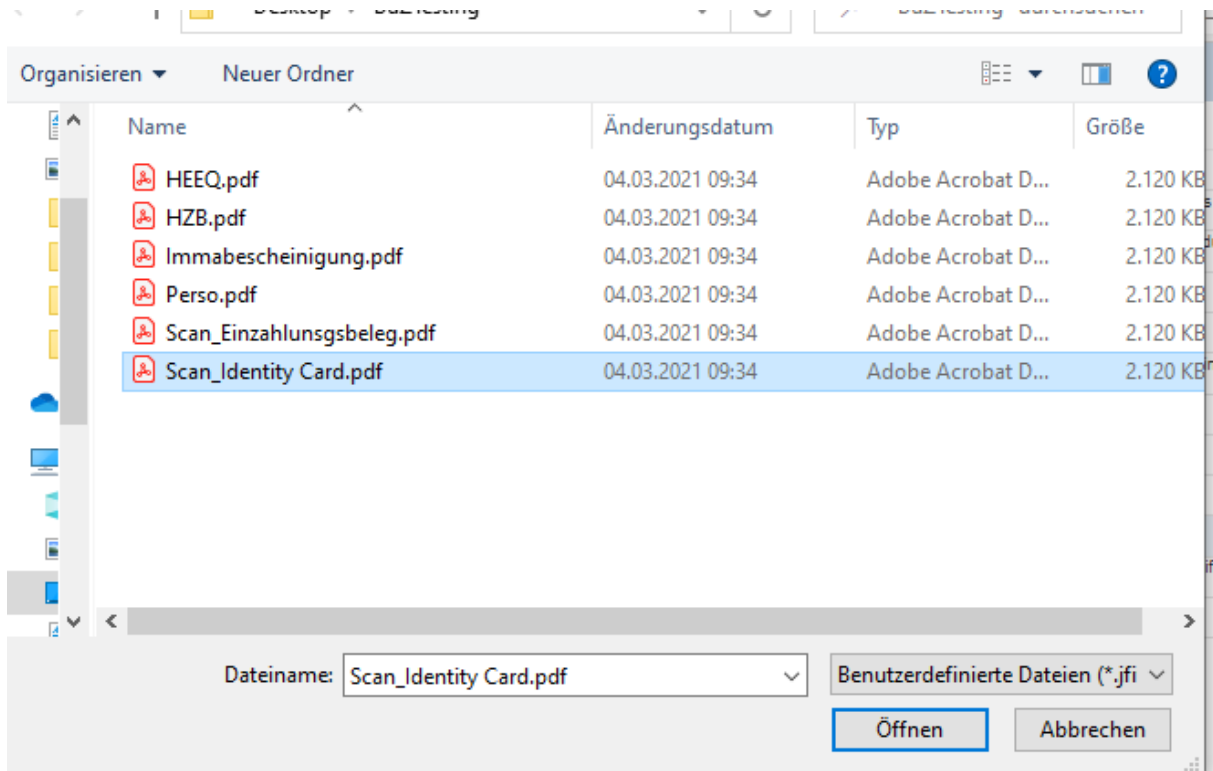 Organisieren Neuer Ordner
Name Änderungsdatum Typ Größe
HEEQ.pdf 04.03.2021 09:34 Adobe Acrobat D... 2.120 KB
HZB.pdf 04.03.2021 09:34 Adobe Acrobat D... 2.120 KB
Immabescheinigung.pdf 04.03.2021 09:34 Adobe Acrobat D... 2.120 KB
Perso.pdf 04.03.2021 09:34 Adobe Acrobat D... 2.120 KB
Scan_Einzahlunsgsbeleg.pdf 04.03.2021 09:34 Adobe Acrobat D... 2.120 KB
Scan_Identity Card.pdf 04.03.2021 09:34 Adobe Acrobat D... 2.120 KB
Dateiname: Scan_Identity Card.pdf Benutzerdefinierte Dateien (*.jfi
Öffnen Abbrechen